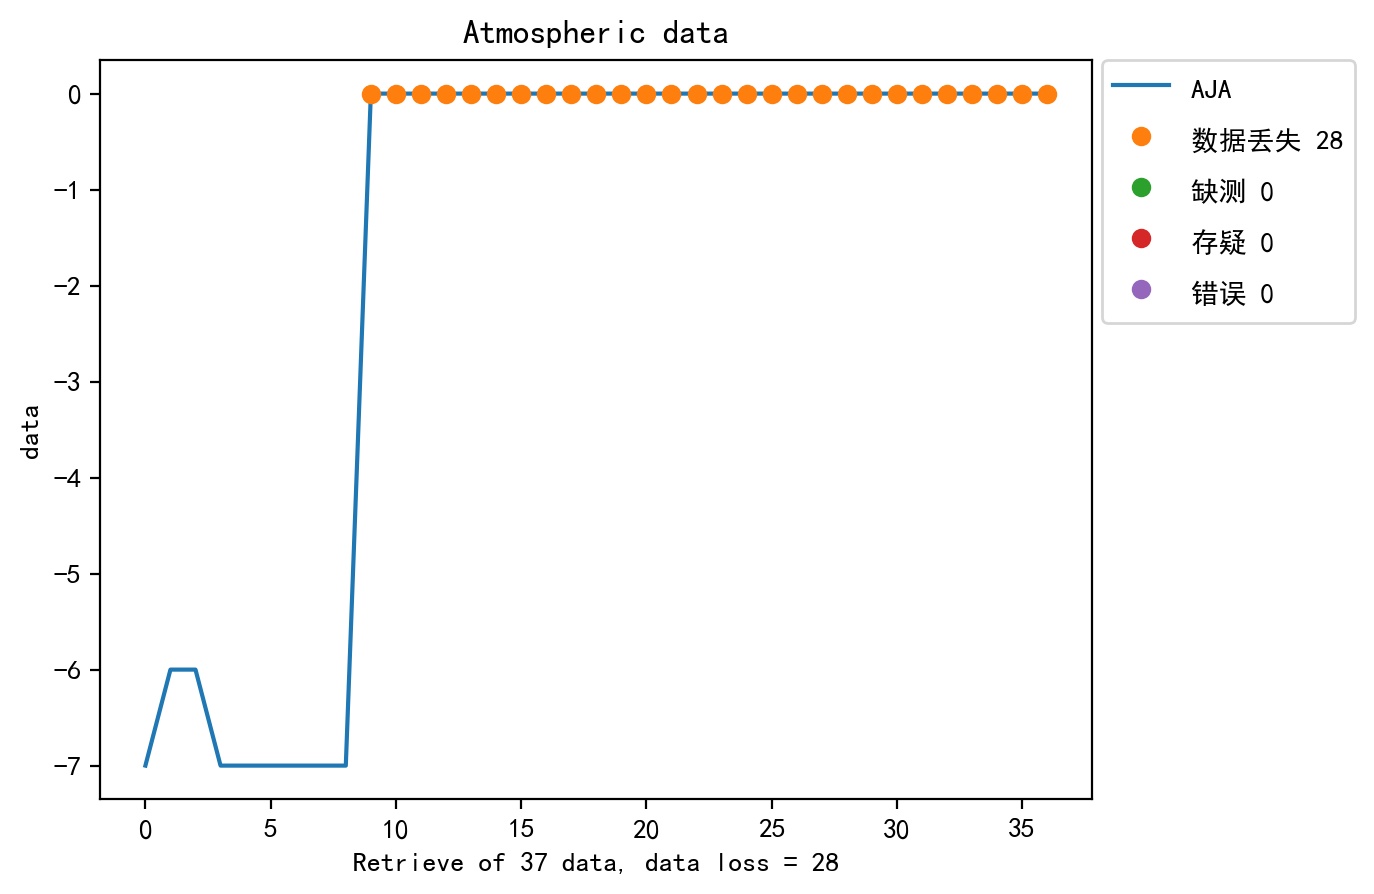 Atmospheric data
0
−1
−2
−3
−4
−5
−6
−7
data
0 5 10 15 20 25 30 35
Retrieve of 37 data, data loss = 28
AJA
数据丢失 28
缺测 0
存疑 0
错误 0